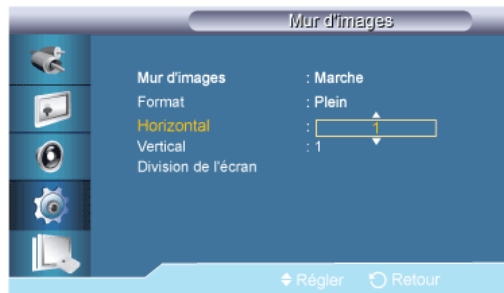 Mur d'images
Mur d'images : Marche
Format : Plein
Horizontal : 1
Vertical : 1
Division de l'écran
Régler Retour